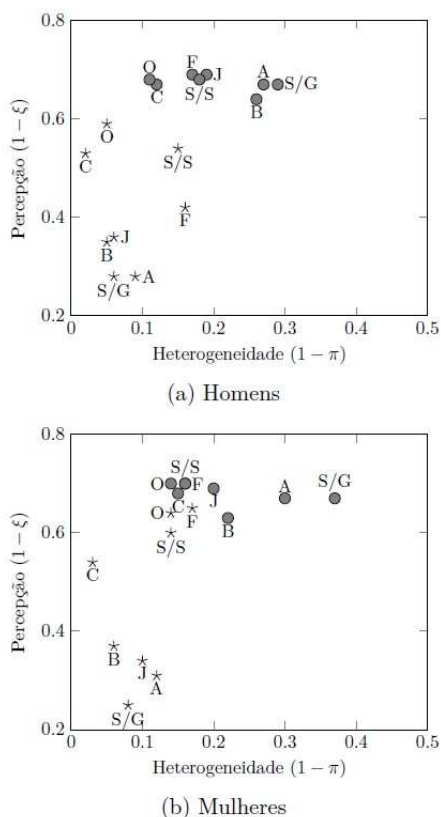 0.8
O F J A S/G
C S/S B
Percepção (1 − ξ)
0.6
O
C S/S
F
0.4
B J
S/G A
0.2
0 0.1 0.2 0.3 0.4 0.5
Heterogeneidade (1 − π)
(a) Homens
0.8
S/S S/G
O F A
C J
O F B
Percepção (1 − ξ)
0.6
S/S
C
0.4
B J A
S/G
0.2
0 0.1 0.2 0.3 0.4 0.5
Heterogeneidade (1 − π)
(b) Mulheres